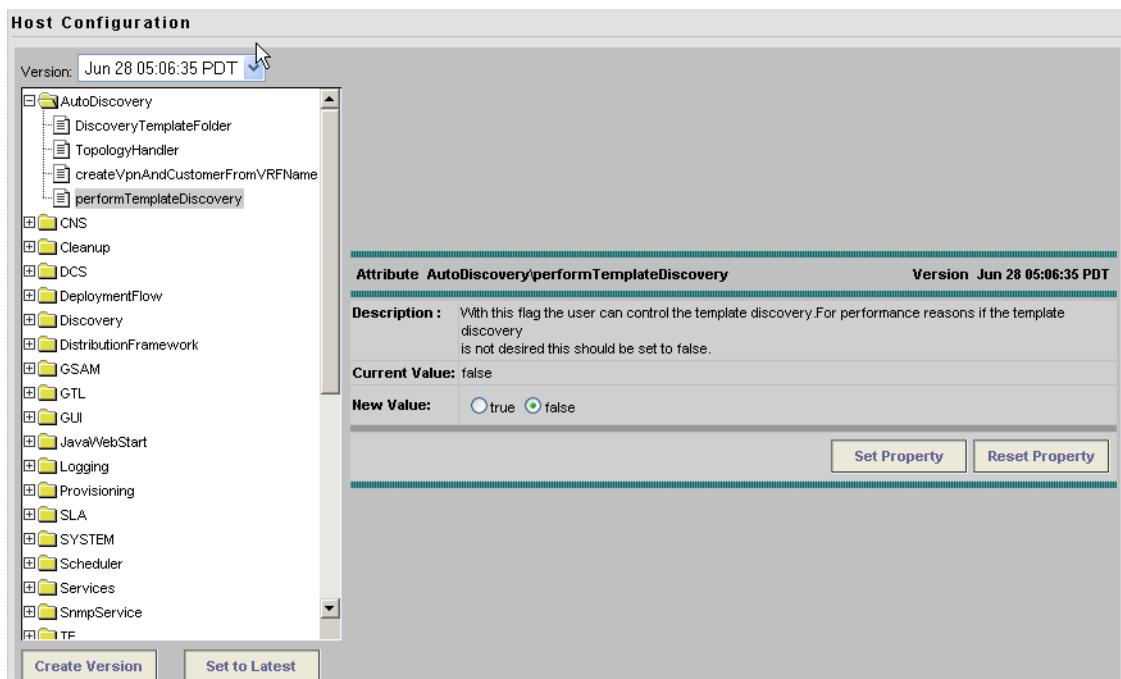 Host Configuration
Version: Jun 28 05:06:35 PDT
AutoDiscovery
DiscoveryTemplateFolder
TopologyHandler
createVpnAndCustomerFromVRFName
performTemplateDiscovery
CNS
Cleanup
DCS
DeploymentFlow
Discovery
DistributionFramework
GSAM
GTL
GUI
JavaWebStart
Logging
Provisioning
SLA
SYSTEM
Scheduler
Services
SnmpService
TE
Create Version Set to Latest
Attribute AutoDiscovery\performTemplateDiscovery Version Jun 28 05:06:35 PDT
Description : With this flag the user can control the template discovery.For performance reasons if the template
discovery
is not desired this should be set to false.
Current Value: false
New Value: true false
Set Property Reset Property